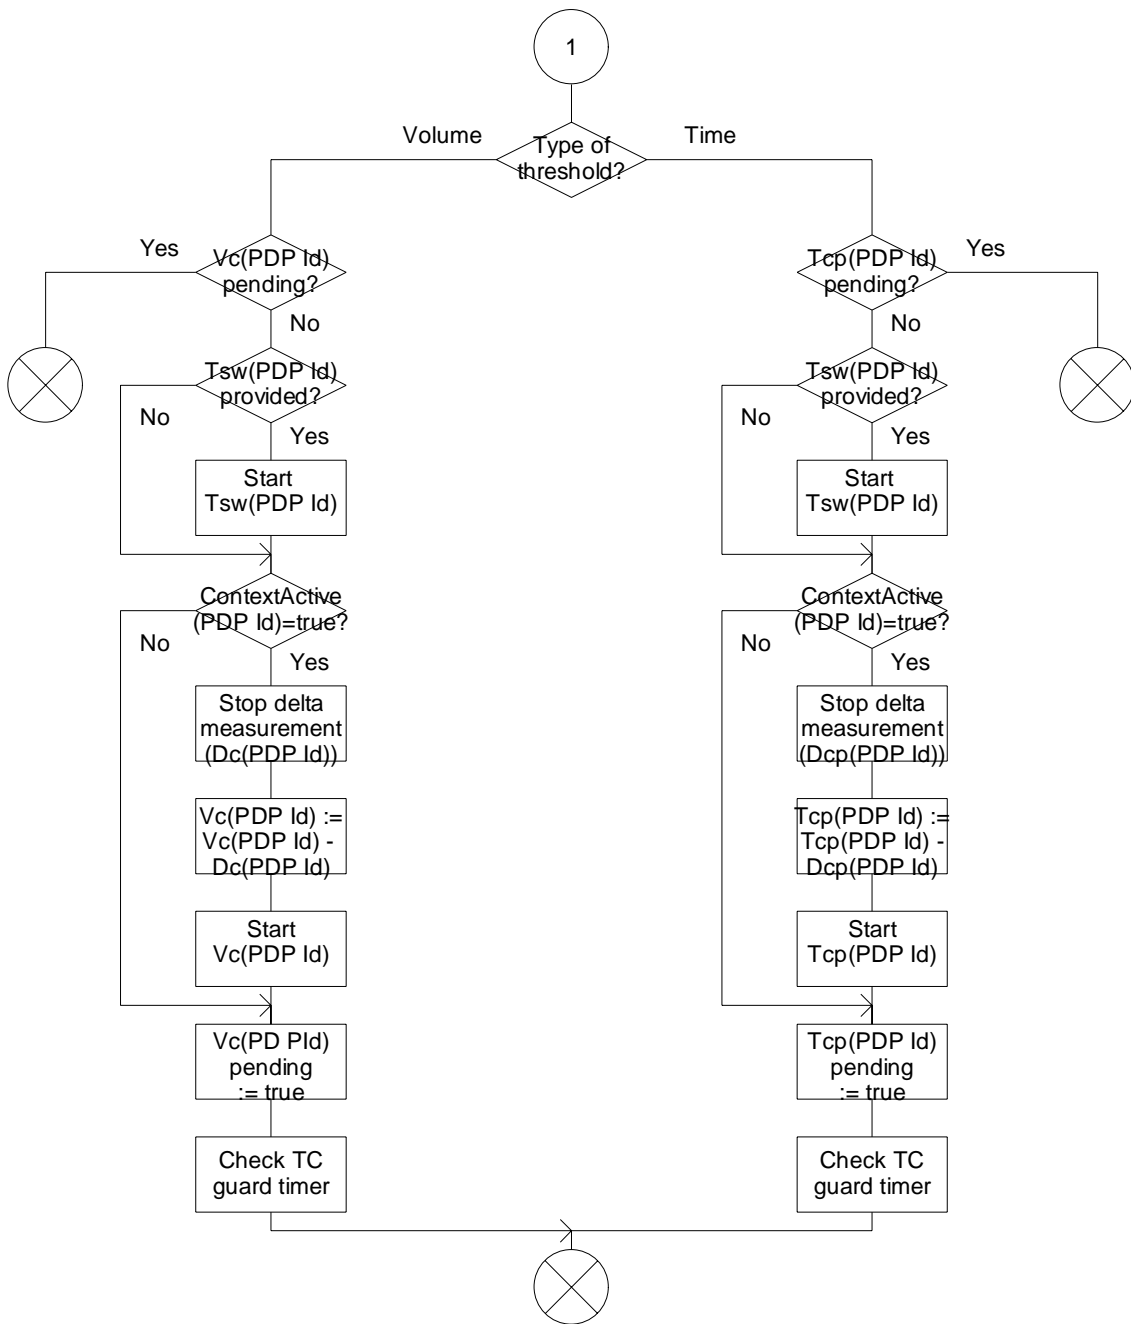 1
Volume
Type of
threshold?
Time
Yes
Vc(PDP Id)
pending?
Tcp(PDP Id)
pending?
Yes
No
No
Tsw(PDP Id)
provided?
Tsw(PDP Id)
provided?
No
Yes
No
Yes
Start
Tsw(PDP Id)
Start
Tsw(PDP Id)
ContextActive
(PDP Id)=true?
ContextActive
(PDP Id)=true?
No
Yes
No
Yes
Stop delta
measurement
(Dc(PDP Id))
Stop delta
measurement
(Dcp(PDP Id))
Vc(PDP Id) :=
Vc(PDP Id) -
Dc(PDP Id)
Tcp(PDP Id) :=
Tcp(PDP Id) -
Dcp(PDP Id)
Start
Vc(PDP Id)
Start
Tcp(PDP Id)
Vc(PD PId)
pending
:= true
Tcp(PDP Id)
pending
:= true
Check TC
guard timer
Check TC
guard timer